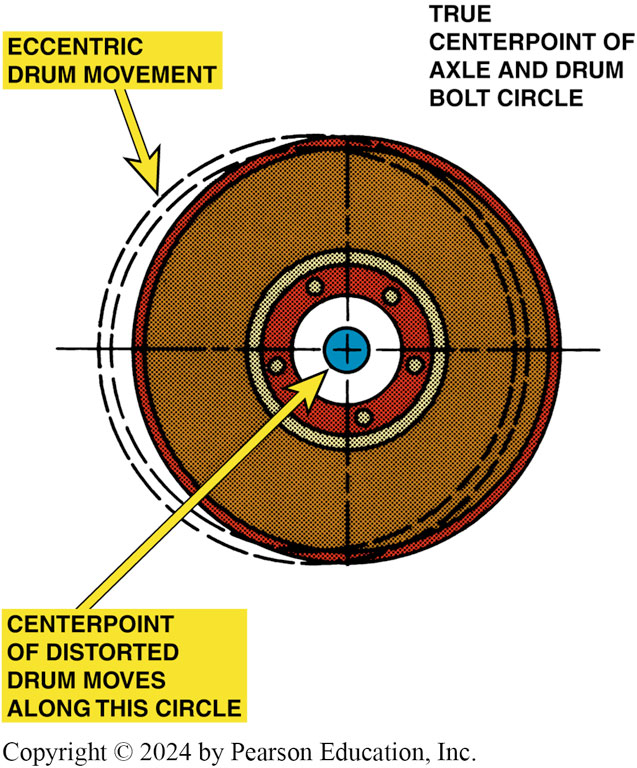 ECCENTRIC
DRUM MOVEMENT
TRUE
CENTERPOINT OF
AXLE AND DRUM
BOLT CIRCLE
CENTERPOINT
OF DISTORTED
DRUM MOVES
ALONG THIS CIRCLE
Copyright © 2024 by Pearson Education, Inc.